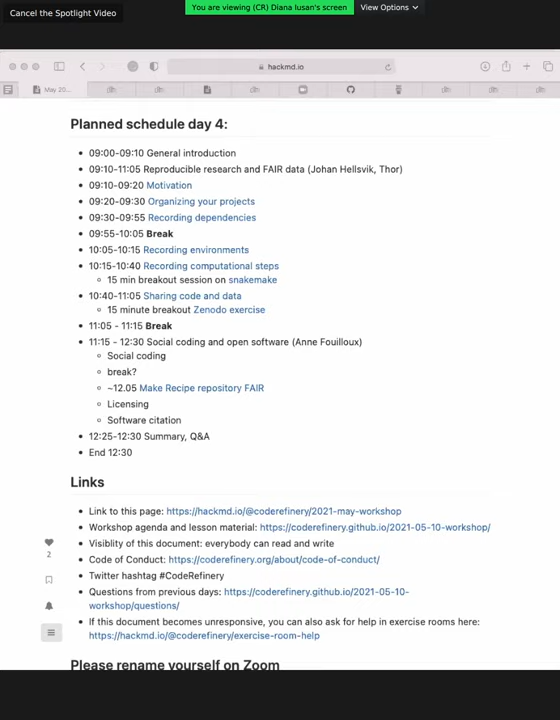 Cancel the Spotlight Video
You are viewing (CR) Diana Iusan's screen
View Options
hackmd.io
May 20...
Planned schedule day 4:
• 09:00-09:10 General introduction
• 09:10-11:05 Reproducible research and FAIR data (Johan Hellsvik, Thor)
• 09:10-09:20 Motivation
• 09:20-09:30 Organizing your projects
• 09:30-09:55 Recording dependencies
• 09:55-10:05 Break
• 10:05-10:15 Recording environments
• 10:15-10:40 Recording computational steps
◦ 15 min breakout session on snakemake
• 10:40-11:05 Sharing code and data
◦ 15 minute breakout Zenodo exercise
• 11:05 - 11:15 Break
• 11:15 - 12:30 Social coding and open software (Anne Fouilloux)
◦ Social coding
◦ break?
◦ ~12.05 Make Recipe repository FAIR
◦ Licensing
◦ Software citation
• 12:25-12:30 Summary, Q&A
• End 12:30
Links
• Link to this page: https://hackmd.io/@coderefinery/2021-may-workshop
• Workshop agenda and lesson material: https://coderefinery.github.io/2021-05-10-workshop/
• Visiblity of this document: everybody can read and write
• Code of Conduct: https://coderefinery.org/about/code-of-conduct/
• Twitter hashtag #CodeRefinery
• Questions from previous days: https://coderefinery.github.io/2021-05-10-
workshop/questions/
• If this document becomes unresponsive, you can also ask for help in exercise rooms here:
https://hackmd.io/@coderefinery/exercise-room-help
2
Please rename yourself on Zoom